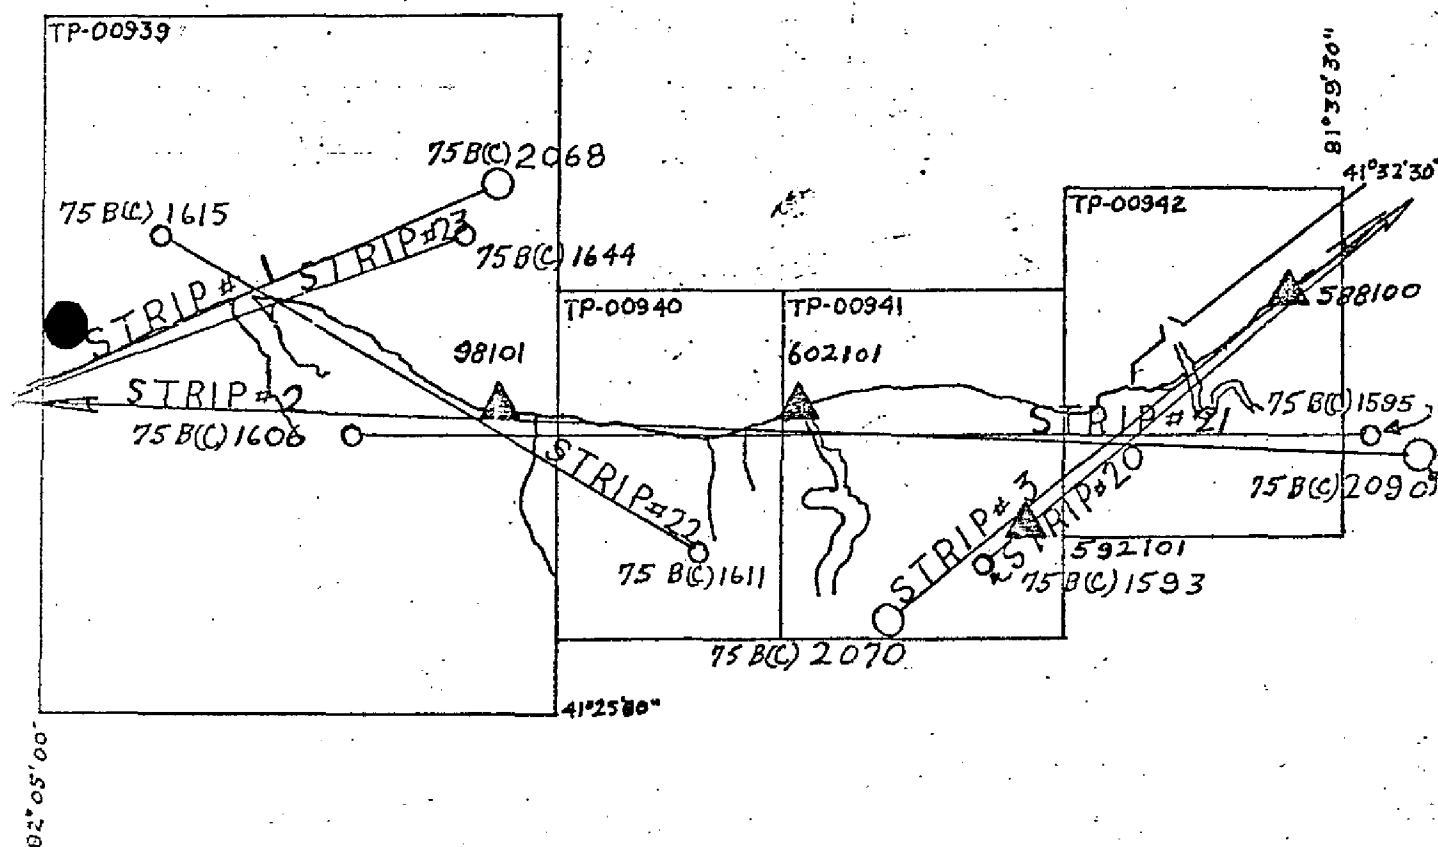 TP-00939
81°39'30"
75 B(C) 2068
41°32'30"
75 B(C) 1615
TP-00942
STRIP #23
75 B(C) 1644
STRIP # 1
TP-00940
TP-00941
588100
98101
602101
STRIP #2
75 B(C) 1595
75 B(C) 1606
STRIP # 21
STRIP #22
STRIP # 3
STRIP #20
75 B(C) 2090
592101
75 B(C) 1611
75 B(C) 1593
75 B(C) 2070
41°25'00"
82°05'00"